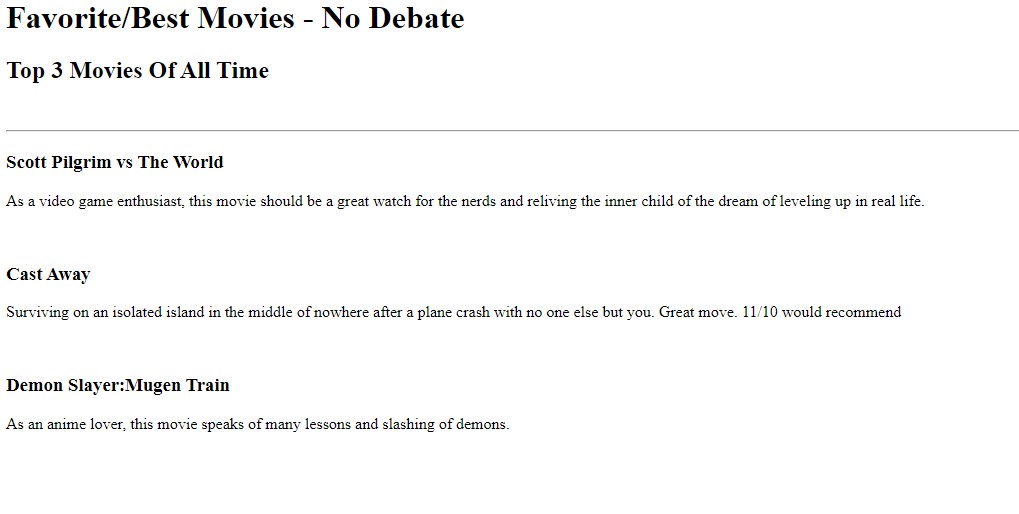 Favorite/Best Movies - No Debate
Top 3 Movies Of All Time
Scott Pilgrim vs The World
As a video game enthusiast, this movie should be a great watch for the nerds and reliving the inner child of the dream of leveling up in real life.
Cast Away
Surviving on an isolated island in the middle of nowhere after a plane crash with no one else but you. Great move. 11/10 would recommend
Demon Slayer:Mugen Train
As an anime lover, this movie speaks of many lessons and slashing of demons.